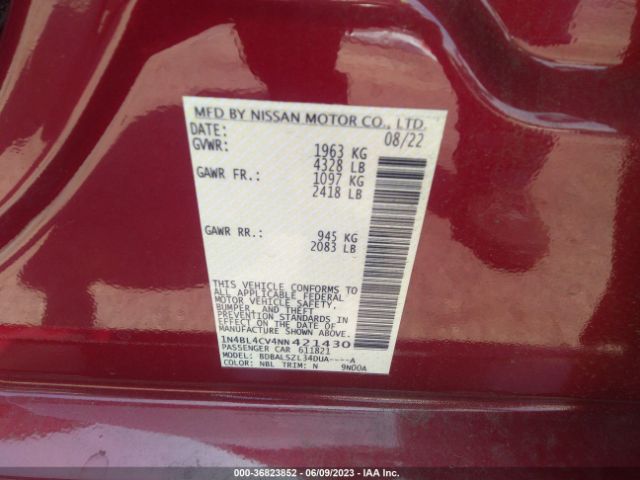 MFD BY NISSAN MOTOR CO., LTD.
DATE: 08/22
GVWR: 1963 KG
4328 LB
GAWR FR.: 1097 KG
2418 LB
GAWR RR.: 945 KG
2083 LB
THIS VEHICLE CONFORMS TO
ALL APPLICABLE FEDERAL
MOTOR VEHICLE SAFETY,
BUMPER, AND THEFT
PREVENTION STANDARDS IN
EFFECT ON THE DATE OF
MANUFACTURE SHOWN ABOVE.
1N4BL4CV4NN421430
PASSENGER CAR 611821
MODEL: BDBALSZL34DUA----A
COLOR: NBL TRIM: N 9N00A
000-36823852 / 06/09/2023 - IAA Inc.